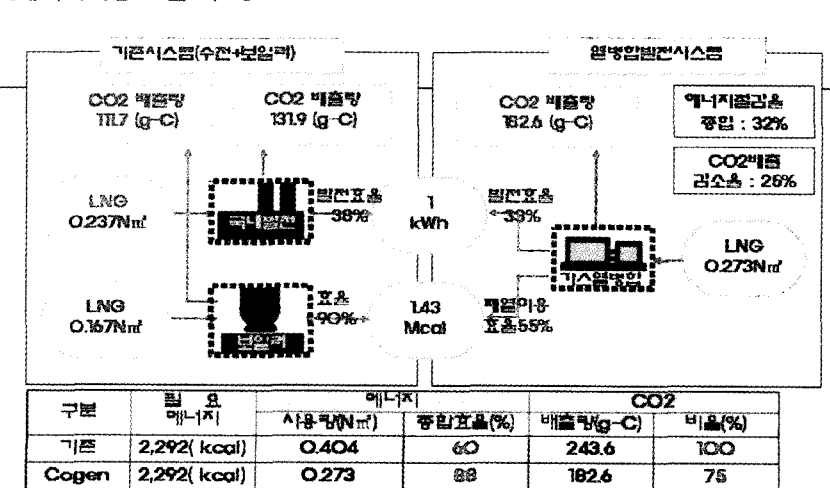 기존시스템(수전+보일러)
열병합발전시스템
CO2 배출량
111.7 (g-C)
CO2 배출량
131.9 (g-C)
CO2 배출량
182.6 (g-C)
에너지절감율
종합 : 32%
CO2배출
감소율 : 25%
LNG
0.237N㎥
국내발전
발전효율
38%
1
kWh
발전효율
33%
가스열병합
LNG
0.273N㎥
LNG
0.167N㎥
보일러
효율
90%
1.43
Mcal
폐열이용
효율55%
구분
필 요
에너지
에너지
CO2
사용량(N㎥)
종합효율(%)
배출량(g-C)
비율(%)
기존
2,292( kcal)
0.404
60
243.6
100
Cogen
2,292( kcal)
0.273
88
182.6
75